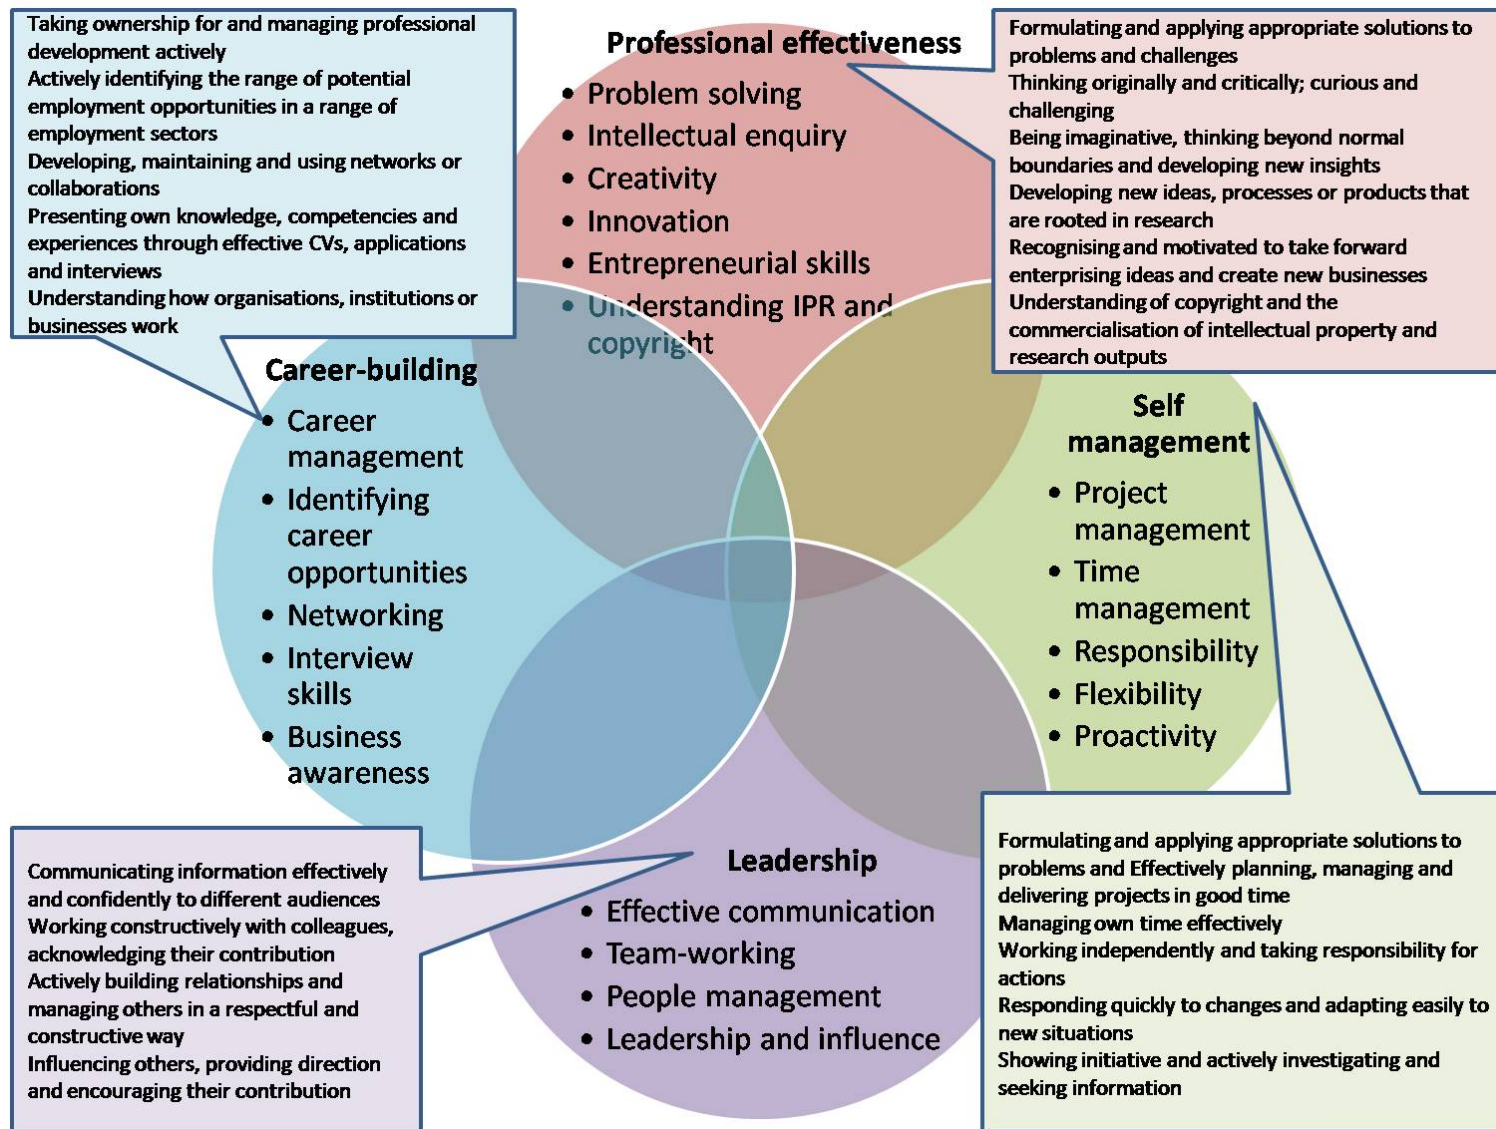 Taking ownership for and managing professional
development actively
Actively identifying the range of potential
employment opportunities in a range of
employment sectors
Developing, maintaining and using networks or
collaborations
Presenting own knowledge, competencies and
experiences through effective CVs, applications
and interviews
Understanding how organisations, institutions or
businesses work
Professional effectiveness
• Problem solving
• Intellectual enquiry
• Creativity
• Innovation
• Entrepreneurial skills
• Understanding IPR and
copyright
Formulating and applying appropriate solutions to
problems and challenges
Thinking originally and critically; curious and
challenging
Being imaginative, thinking beyond normal
boundaries and developing new insights
Developing new ideas, processes or products that
are rooted in research
Recognising and motivated to take forward
enterprising ideas and create new businesses
Understanding of copyright and the
commercialisation of intellectual property and
research outputs
Career-building
• Career
management
• Identifying
career
opportunities
• Networking
• Interview
skills
• Business
awareness
Self
management
• Project
management
• Time
management
• Responsibility
• Flexibility
• Proactivity
Communicating information effectively
and confidently to different audiences
Working constructively with colleagues,
acknowledging their contribution
Actively building relationships and
managing others in a respectful and
constructive way
Influencing others, providing direction
and encouraging their contribution
Leadership
• Effective communication
• Team-working
• People management
• Leadership and influence
Formulating and applying appropriate solutions to
problems and Effectively planning, managing and
delivering projects in good time
Managing own time effectively
Working independently and taking responsibility for
actions
Responding quickly to changes and adapting easily to
new situations
Showing initiative and actively investigating and
seeking information